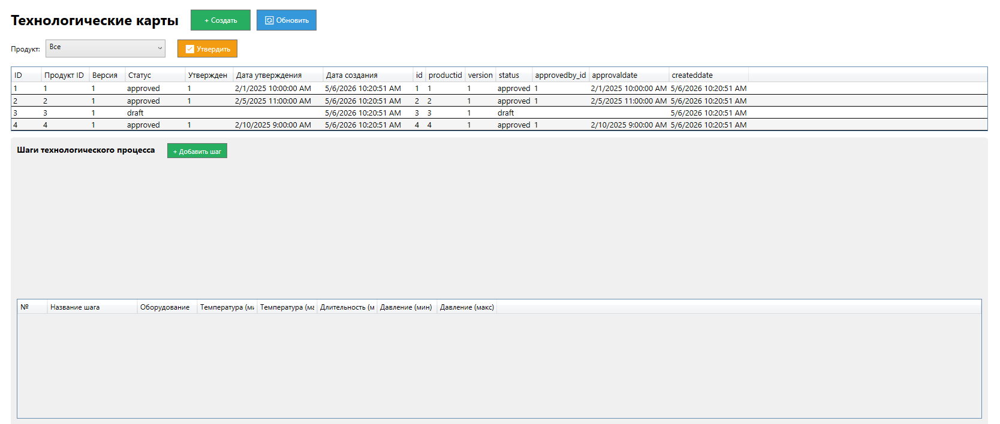 Технологические карты + Создать Обновить
Продукт: Все Утвердить
ID Продукт ID Версия Статус Утвержден Дата утверждения Дата создания id productid version status approvedby_id approvaldate createddate
1 1 1 approved 1 2/1/2025 10:00:00 AM 5/6/2026 10:20:51 AM 1 1 1 approved 1 2/1/2025 10:00:00 AM 5/6/2026 10:20:51 AM
2 2 1 approved 1 2/5/2025 11:00:00 AM 5/6/2026 10:20:51 AM 2 2 1 approved 1 2/5/2025 11:00:00 AM 5/6/2026 10:20:51 AM
3 3 1 draft 5/6/2026 10:20:51 AM 3 3 1 draft 5/6/2026 10:20:51 AM
4 4 1 approved 1 2/10/2025 9:00:00 AM 5/6/2026 10:20:51 AM 4 4 1 approved 1 2/10/2025 9:00:00 AM 5/6/2026 10:20:51 AM
Шаги технологического процесса + Добавить шаг
№ Название шага Оборудование Температура (ми Температура (ма Длительность (м Давление (мин) Давление (макс)